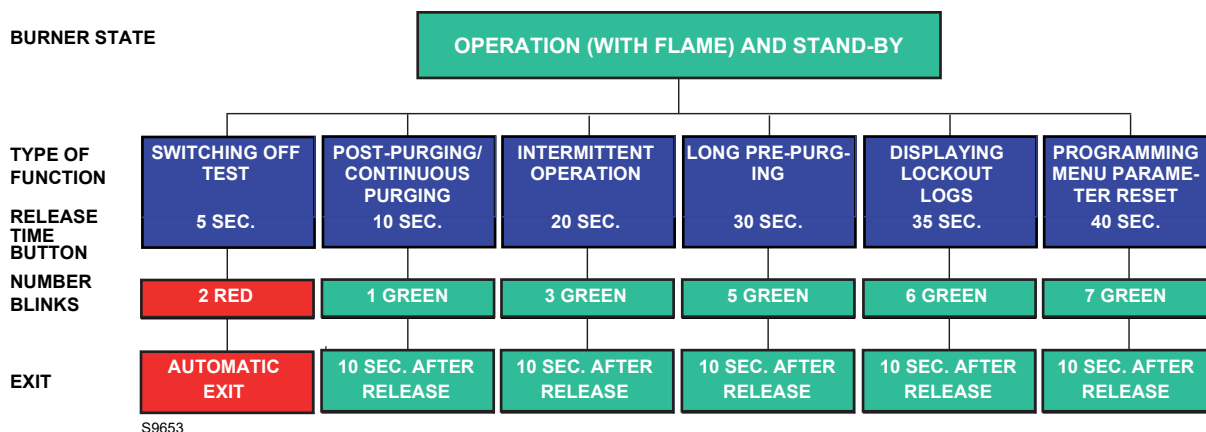 BURNER STATE
OPERATION (WITH FLAME) AND STAND-BY
TYPE OF
FUNCTION
SWITCHING OFF
TEST
POST-PURGING/
CONTINUOUS
PURGING
INTERMITTENT
OPERATION
LONG PRE-PURG-
ING
DISPLAYING
LOCKOUT
LOGS
PROGRAMMING
MENU PARAME-
TER RESET
RELEASE
TIME
BUTTON
5 SEC.
10 SEC.
20 SEC.
30 SEC.
35 SEC.
40 SEC.
NUMBER
BLINKS
2 RED
1 GREEN
3 GREEN
5 GREEN
6 GREEN
7 GREEN
EXIT
AUTOMATIC
EXIT
10 SEC. AFTER
RELEASE
10 SEC. AFTER
RELEASE
10 SEC. AFTER
RELEASE
10 SEC. AFTER
RELEASE
10 SEC. AFTER
RELEASE
S9653